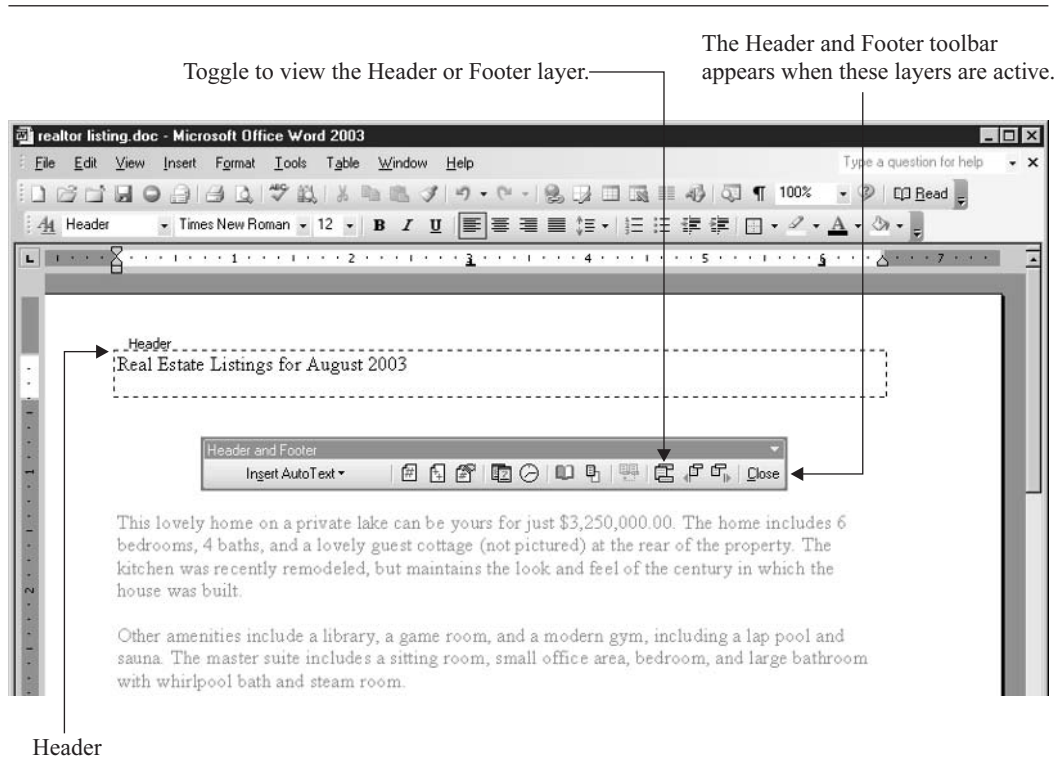 The Header and Footer toolbar
Toggle to view the Header or Footer layer.
appears when these layers are active.
realtor listing.doc - Microsoft Office Word 2003
File Edit View Insert Format Tools Table Window Help
Type a question for help
100%
Read
Header
Times New Roman
12
B I U
1 2 3 4 5 6 7
Header
Real Estate Listings for August 2003
Header and Footer
Insert AutoText
Close
This lovely home on a private lake can be yours for just $3,250,000.00. The home includes 6
bedrooms, 4 baths, and a lovely guest cottage (not pictured) at the rear of the property. The
kitchen was recently remodeled, but maintains the look and feel of the century in which the
house was built.
Other amenities include a library, a game room, and a modern gym, including a lap pool and
sauna. The master suite includes a sitting room, small office area, bedroom, and large bathroom
with whirlpool bath and steam room.
Header